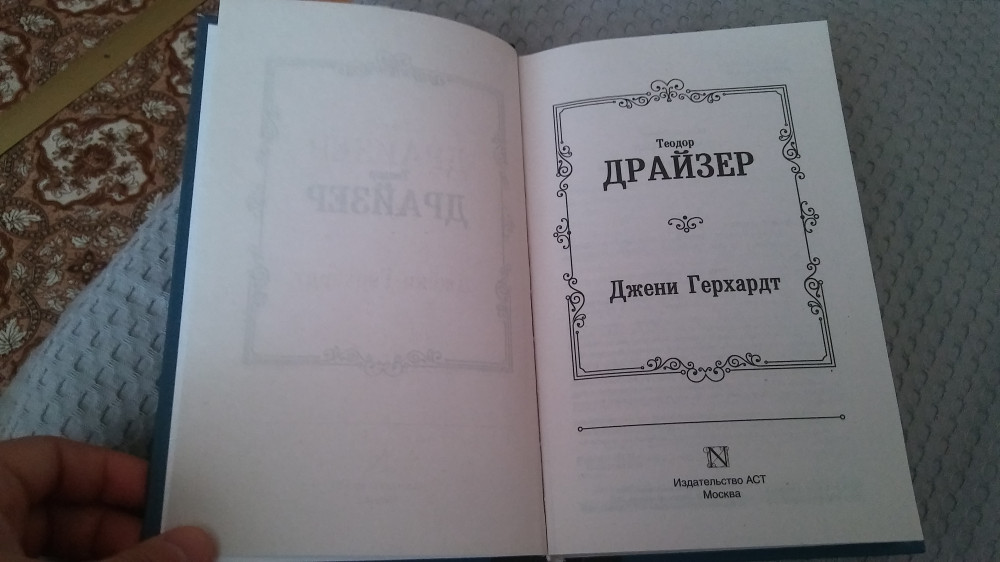 Теодор
ДРАЙЗЕР
Джени Герхардт
N
Издательство АСТ
Москва